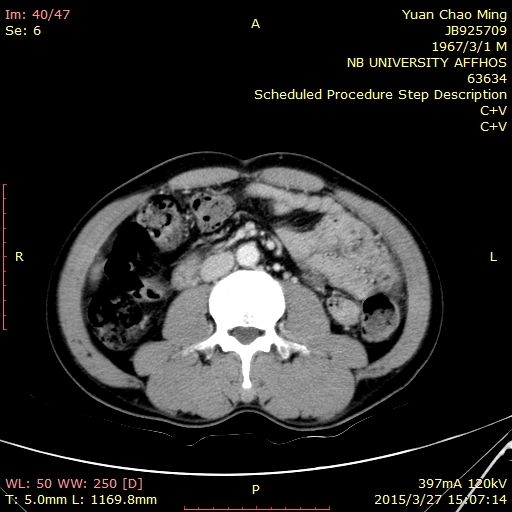 Im: 40/47
Se: 6
A
Yuan Chao Ming
JB925709
1967/3/1 M
NB UNIVERSITY AFFHOS
63634
Scheduled Procedure Step Description
C+V
C+V
R
L
WL: 50 WW: 250 [D]
T: 5.0mm L: 1169.8mm
P
397mA 120kV
2015/3/27 15:07:14